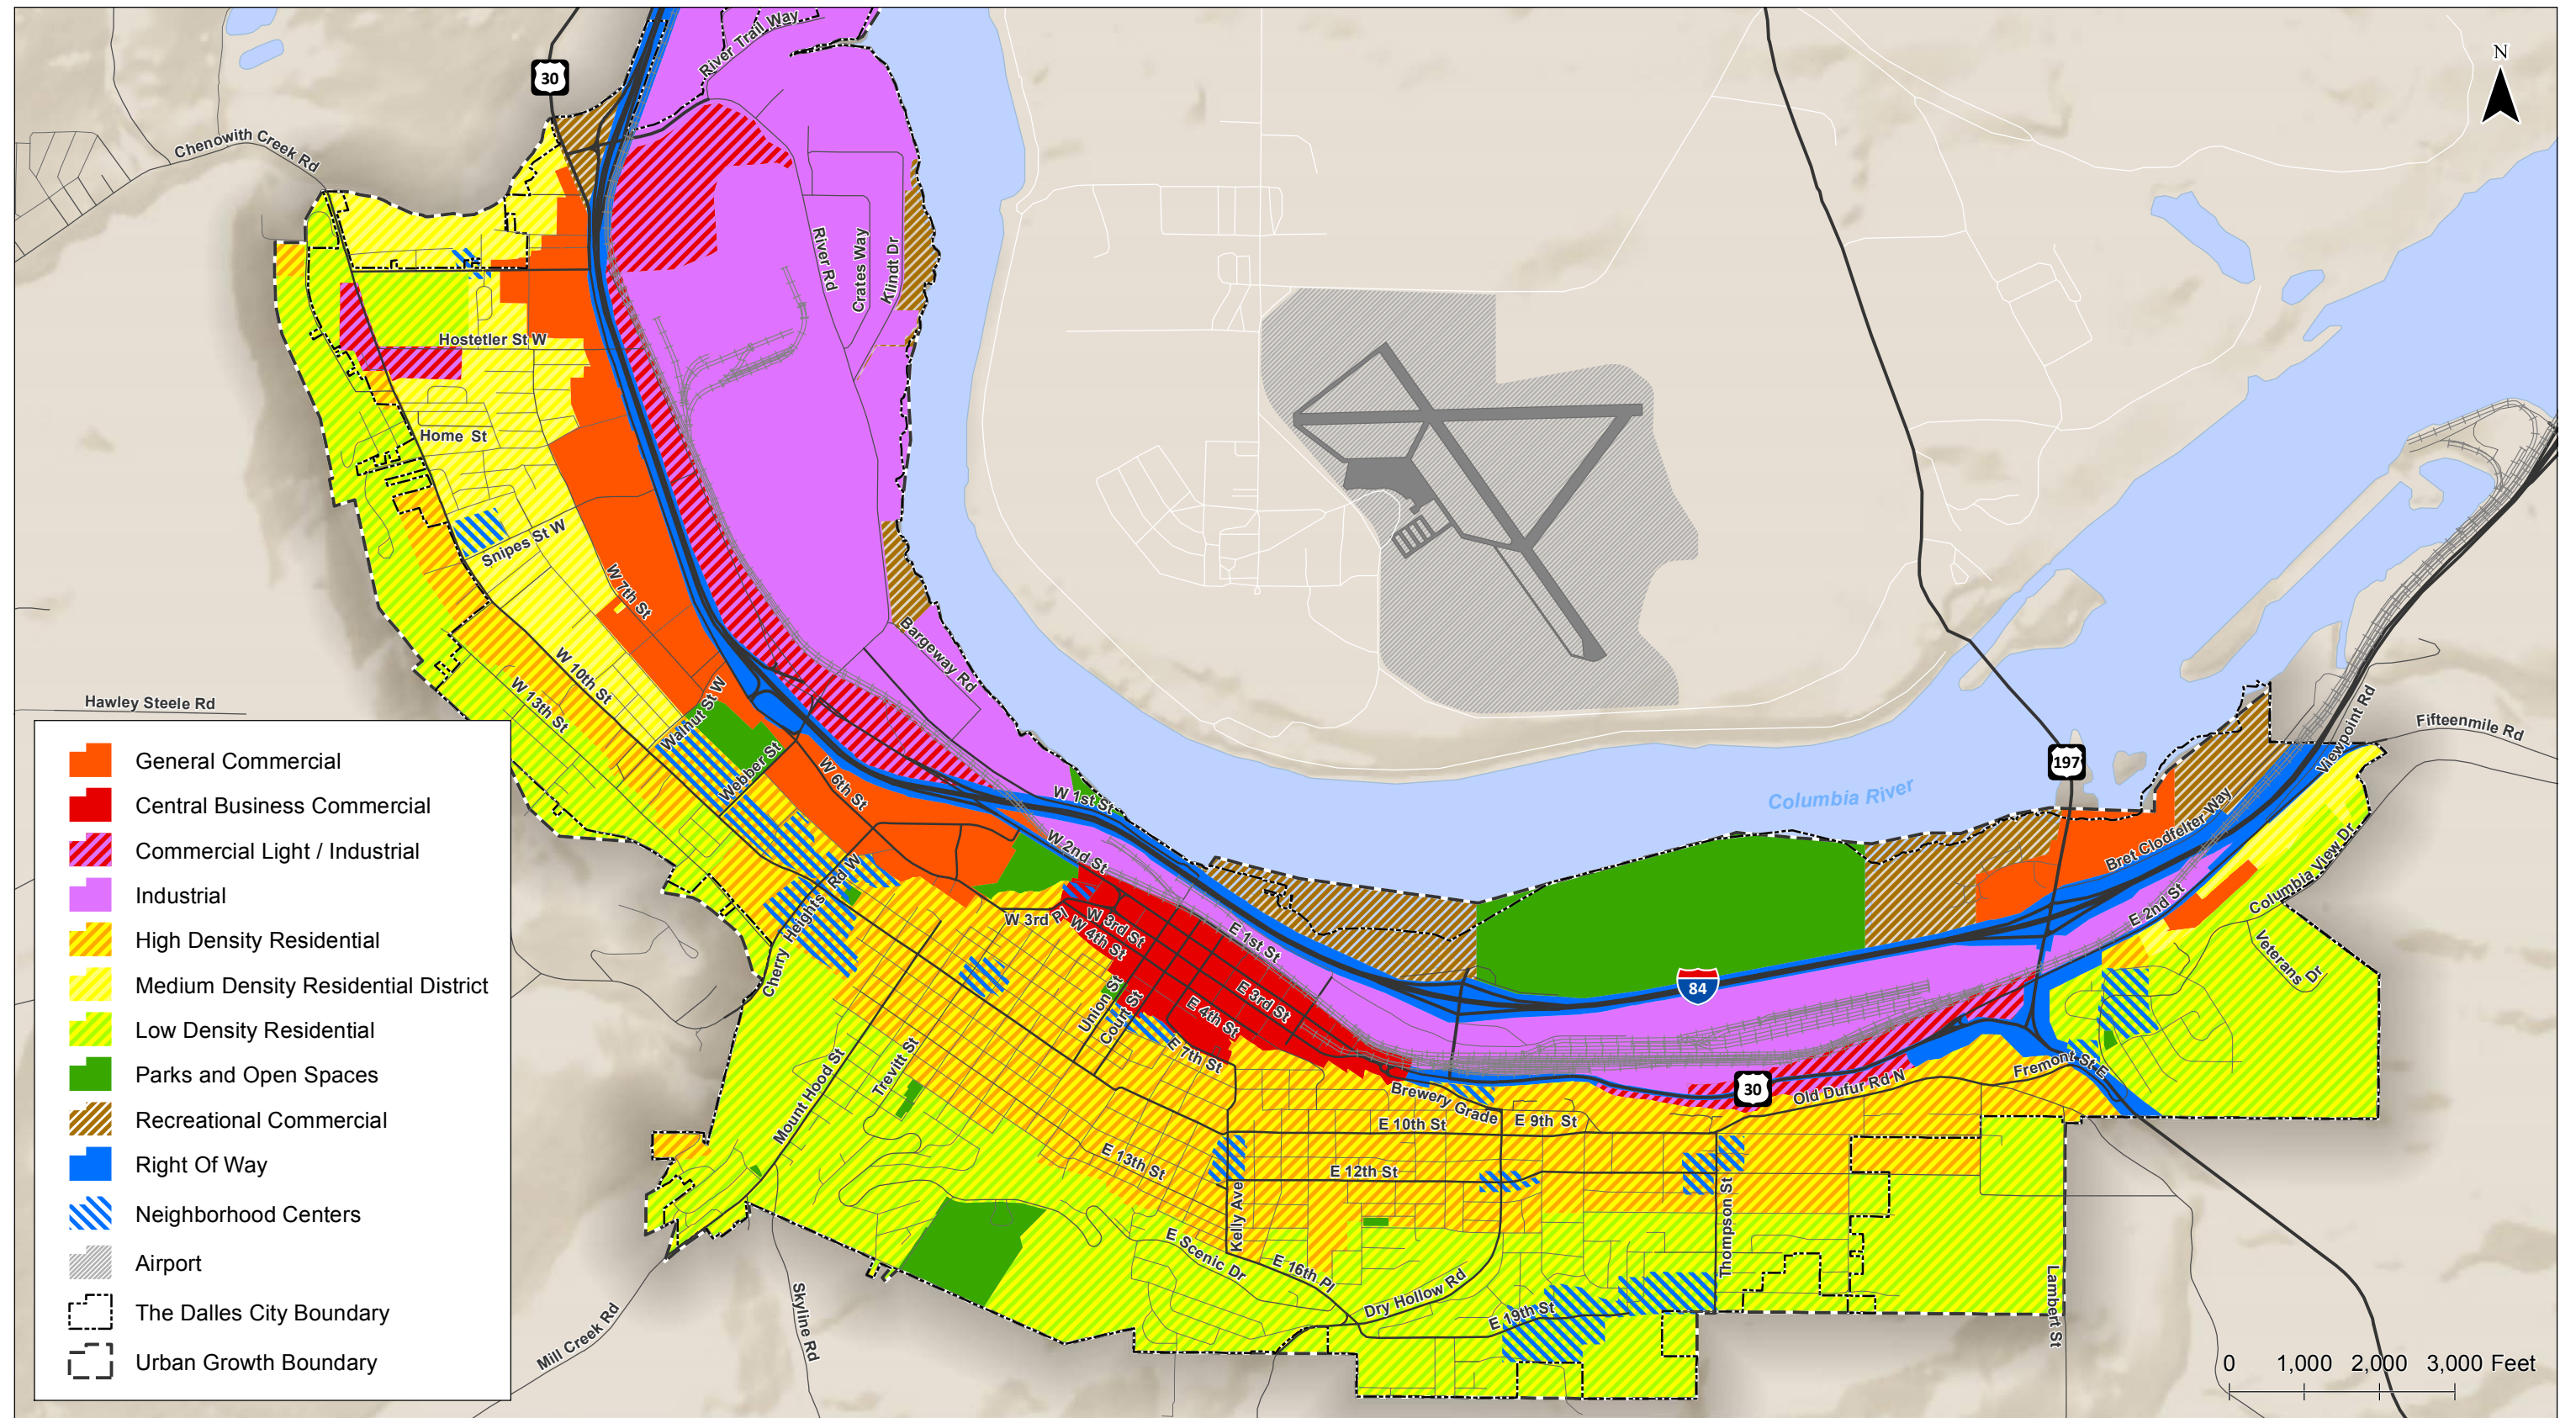 River Trail Way
N
30
Chenowith Creek Rd
River Rd
Crates Way
Klindt Dr
Hostetler St W
Home St
Snipes St W
W 7th St
Bargeway Rd
W 10th St
W 13th St
Walnut St W
Hawley Steele Rd
Webber St
W 6th St
W 1st St
W 2nd St
197
Columbia River
Viewpoint Rd
Fifteenmile Rd
Bret Clodfelter Way
Columbia View Dr
E 2nd St
Veterans Dr
Cherry Heights Rd W
W 3rd Pl
W 3rd St
W 4th St
E 1st St
E 3rd St
E 4th St
Union St
Court St
E 7th St
84
30
Mount Hood St
Trevitt St
Brewery Grade
E 9th St
E 10th St
Old Dufur Rd N
Fremont St E
E 13th St
E 12th St
Kelly Ave
Thompson St
E Scenic Dr
E 16th Pl
Dry Hollow Rd
E 19th St
Lambert St
Mill Creek Rd
Skyline Rd
General Commercial
Central Business Commercial
Commercial Light / Industrial
Industrial
High Density Residential
Medium Density Residential District
Low Density Residential
Parks and Open Spaces
Recreational Commercial
Right Of Way
Neighborhood Centers
Airport
The Dalles City Boundary
Urban Growth Boundary
0 1,000 2,000 3,000 Feet